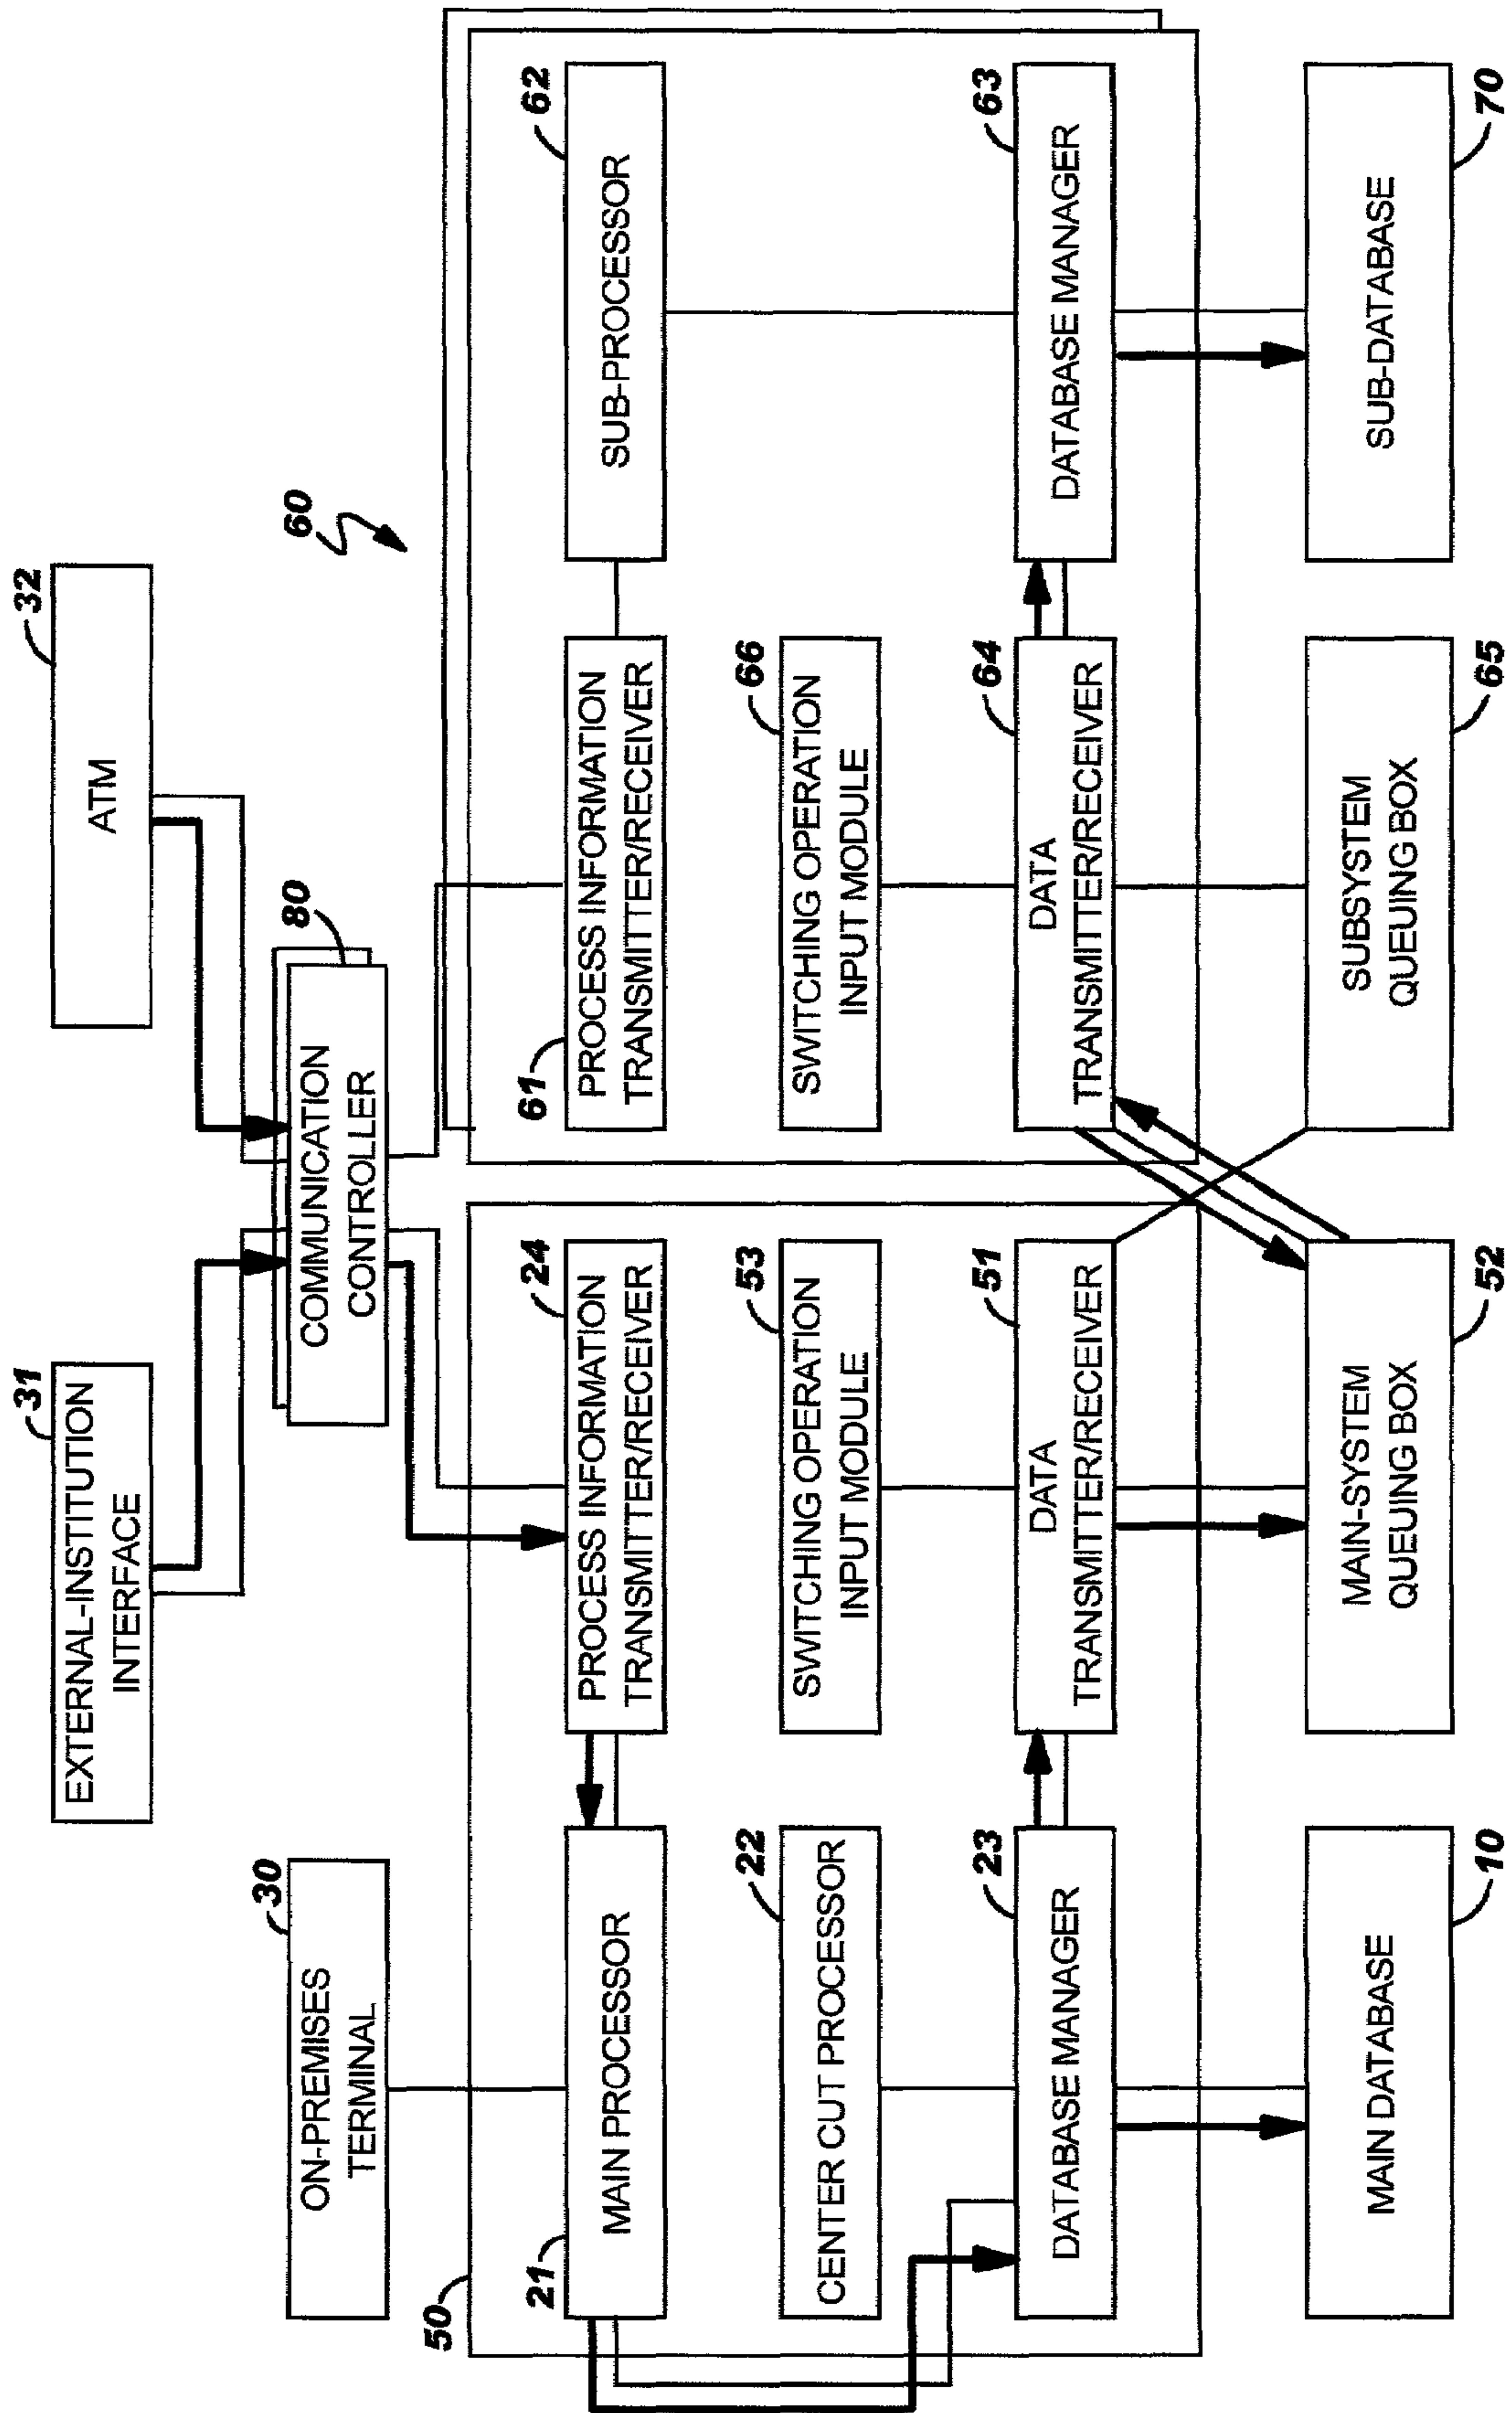 31
EXTERNAL-INSTITUTION
INTERFACE
32
ATM
30
ON-PREMISES
TERMINAL
COMMUNICATION
CONTROLLER
80
60
50
21
MAIN PROCESSOR
24
PROCESS INFORMATION
TRANSMITTER/RECEIVER
61
PROCESS INFORMATION
TRANSMITTER/RECEIVER
62
SUB-PROCESSOR
22
CENTER CUT PROCESSOR
53
SWITCHING OPERATION
INPUT MODULE
66
SWITCHING OPERATION
INPUT MODULE
23
DATABASE MANAGER
51
DATA
TRANSMITTER/RECEIVER
64
DATA
TRANSMITTER/RECEIVER
63
DATABASE MANAGER
MAIN DATABASE
10
MAIN-SYSTEM
QUEUING BOX
52
SUBSYSTEM
QUEUING BOX
65
SUB-DATABASE
70